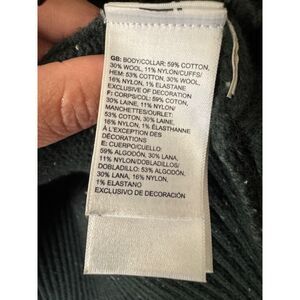 GB: BODY/COLLAR: 59% COTTON,
30% WOOL, 11% NYLON/CUFFS/
HEM: 53% COTTON, 30% WOOL,
16% NYLON, 1% ELASTANE
EXCLUSIVE OF DECORATION
F: CORPS/COL: 59% COTON,
30% LAINE, 11% NYLON/
MANCHETTES/OURLET:
53% COTON, 30% LAINE,
16% NYLON, 1% ÉLASTHANNE
À L'EXCEPTION DES
DÉCORATIONS
E: CUERPO/CUELLO:
59% ALGODÓN, 30% LANA,
11% NYLON/DOBLADILLOS/
DOBLADILLO: 53% ALGODÓN,
30% LANA, 16% NYLON,
1% ELASTANO
EXCLUSIVO DE DECORACIÓN